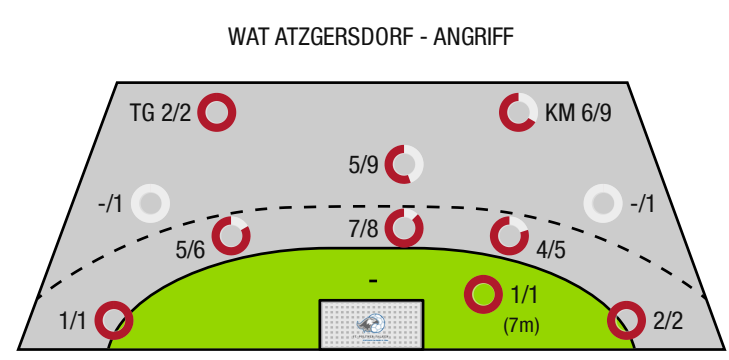 WAT ATZGERSDORF - ANGRIFF
TG 2/2
KM 6/9
5/9
-/1
-/1
5/6
7/8
4/5
-
1/1
(7m)
1/1
2/2